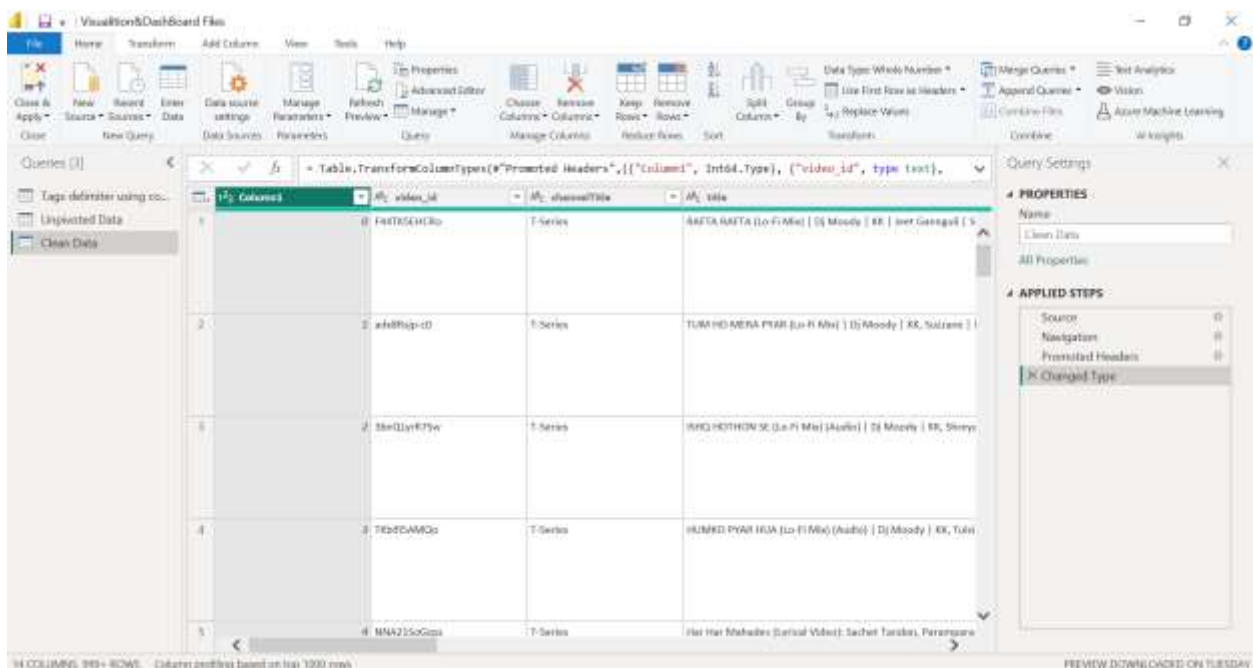 Visualition&DashBoard Files
File Home Transform Add Column View Tools Help
Close & Apply
New Source
Recent Sources
Enter Data
Data source settings
Manage Parameters
Refresh Preview
Properties
Advanced Editor
Manage
Choose Columns
Remove Columns
Keep Rows
Remove Rows
Split Column
Group By
Data Type: Whole Number
Use First Row as Headers
Replace Values
Merge Queries
Append Queries
Combine Files
Text Analytics
Vision
Azure Machine Learning
Close New Query Data Sources Parameters Query Manage Columns Reduce Rows Sort Transform Combine AI Insights
Queries [3]
Tags delimiter using co...
Unpivoted Data
Clean Data
= Table.TransformColumnTypes(#"Promoted Headers",{{"Column1", Int64.Type}, {"video_id", type text},
Column1 video_id channelTitle title
1 0 T-Series RAFTA RAFTA (Lo-Fi Mix) | Dj Moody | KK |
2 1 T-Series TUM HO MERA PYAR (Lo-Fi Mix) | Dj Moody | KK,
3 2 T-Series ISHQ HOTHON SE (Lo-Fi Mix) (Audio) | Dj Moody | KK,
4 3 T-Series HUMKO PYAR HUA (Lo-Fi Mix) (Audio) | Dj Moody | KK,
5 4 T-Series Har Har Mahadev (Lyrical Video): Sachet Tandon, Parampara
Query Settings
PROPERTIES
Name
Clean Data
All Properties
APPLIED STEPS
Source
Navigation
Promoted Headers
Changed Type
14 COLUMNS, 999+ ROWS Column profiling based on top 1000 rows
PREVIEW DOWNLOADED ON TUESDAY